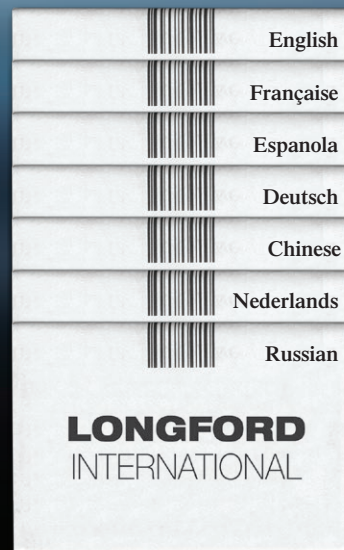 English
Française
Espanola
Deutsch
Chinese
Nederlands
Russian
LONGFORD
INTERNATIONAL